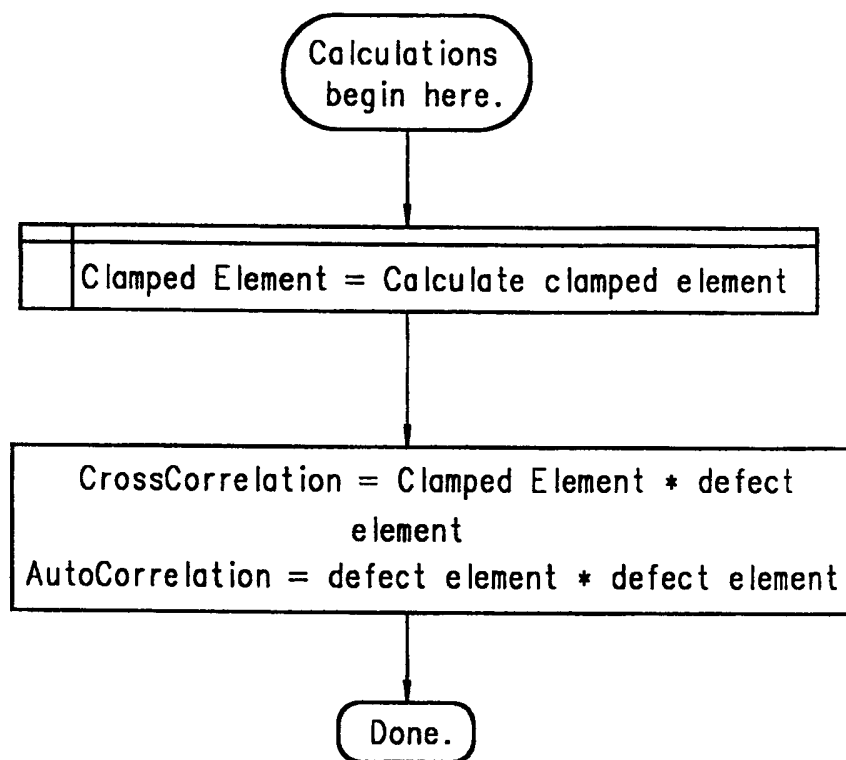 Calculations
begin here.
Clamped Element = Calculate clamped element
CrossCorrelation = Clamped Element * defect
element
AutoCorrelation = defect element * defect element
Done.